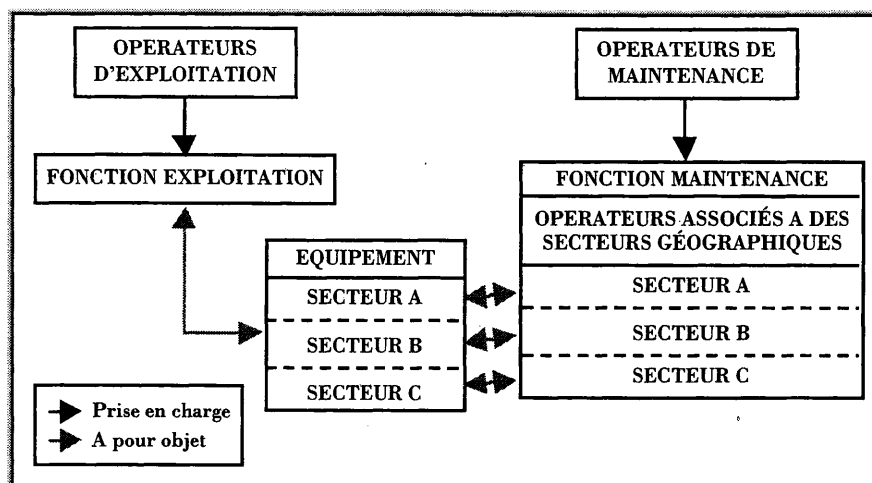 OPERATEURS
D'EXPLOITATION
OPERATEURS DE
MAINTENANCE
FONCTION EXPLOITATION
FONCTION MAINTENANCE
OPERATEURS ASSOCIÉS A DES
SECTEURS GÉOGRAPHIQUES
EQUIPEMENT
SECTEUR A
SECTEUR B
SECTEUR C
SECTEUR A
SECTEUR B
SECTEUR C
Prise en charge
A pour objet